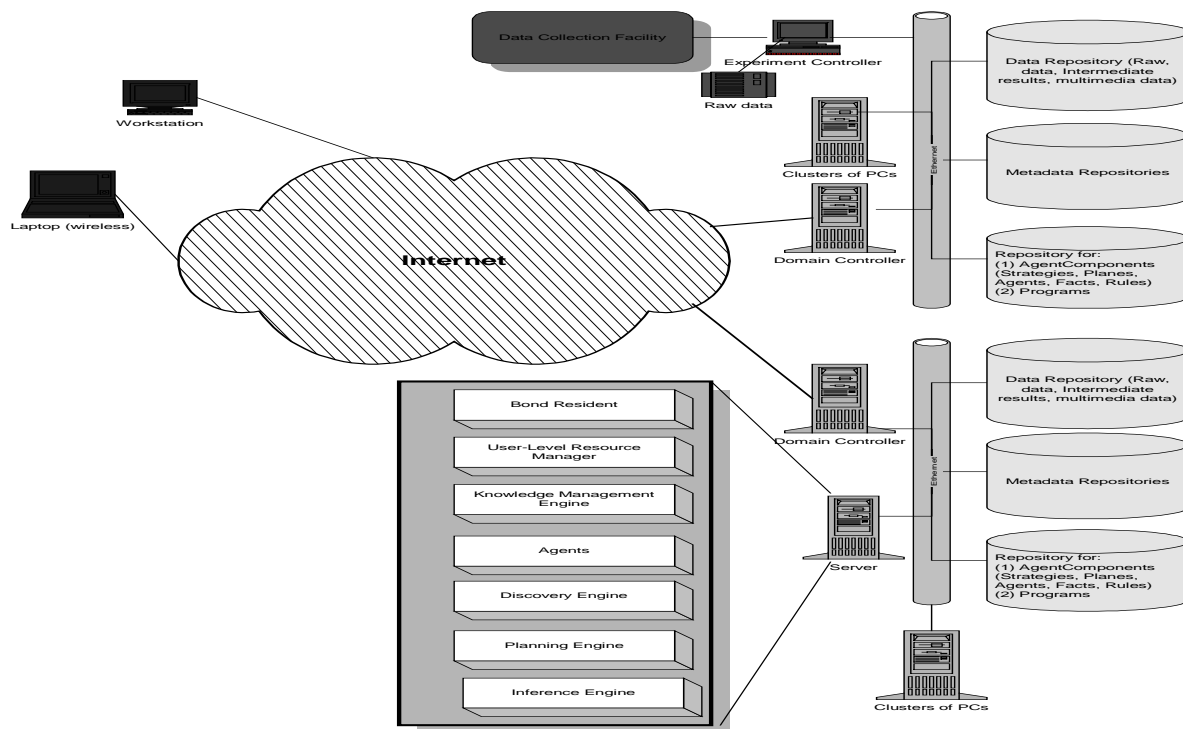 Data Collection Facility
Experiment Controller
Raw data
Data Repository (Raw,
data, Intermediate
results, multimedia data)
Workstation
Clusters of PCs
Ethernet
Metadata Repositories
Laptop (wireless)
Internet
Domain Controller
Repository for:
(1) AgentComponents
(Strategies, Planes,
Agents, Facts, Rules)
(2) Programs
Bond Resident
User-Level Resource
Manager
Knowledge Management
Engine
Agents
Discovery Engine
Planning Engine
Inference Engine
Domain Controller
Data Repository (Raw,
data, Intermediate
results, multimedia data)
Ethernet
Metadata Repositories
Server
Repository for:
(1) AgentComponents
(Strategies, Planes,
Agents, Facts, Rules)
(2) Programs
Clusters of PCs